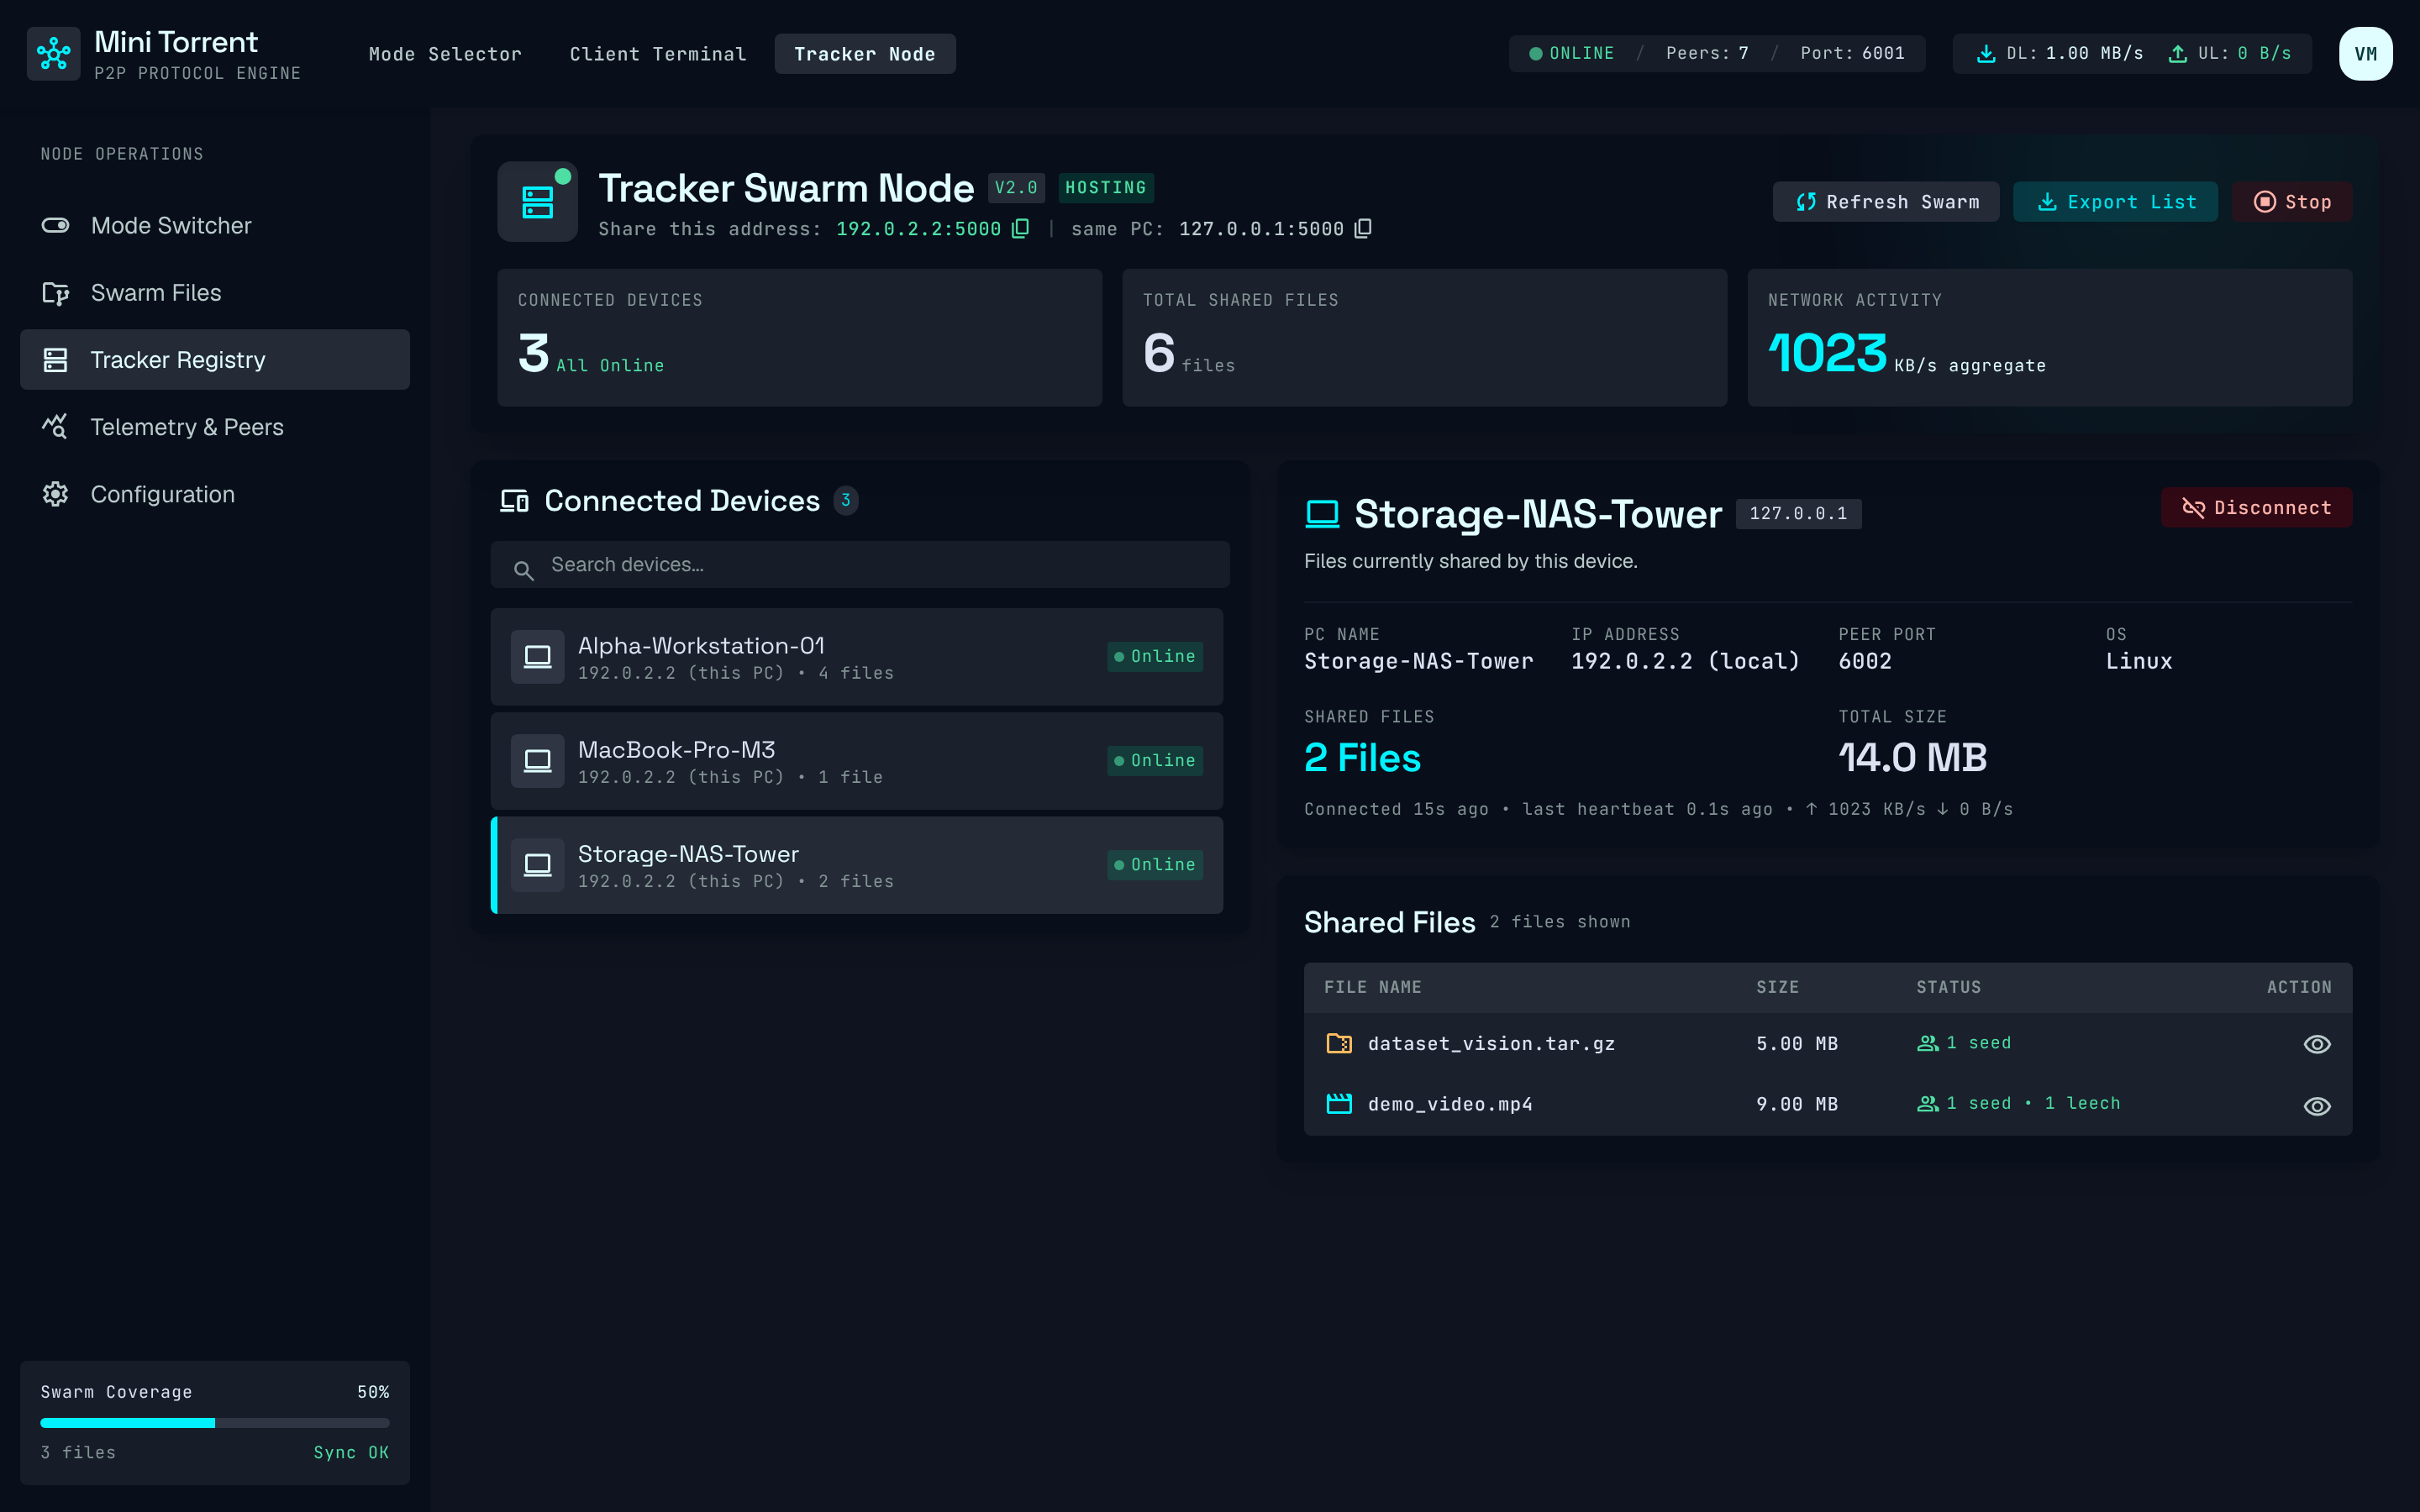 Mini Torrent
P2P PROTOCOL ENGINE
Mode Selector
Client Terminal
Tracker Node
ONLINE / Peers: 7 / Port: 6001
DL: 1.00 MB/s UL: 0 B/s
VM
NODE OPERATIONS
Mode Switcher
Swarm Files
Tracker Registry
Telemetry & Peers
Configuration
Swarm Coverage 50%
3 files Sync OK
Tracker Swarm Node V2.0 HOSTING
Share this address: 192.0.2.2:5000 | same PC: 127.0.0.1:5000
Refresh Swarm
Export List
Stop
CONNECTED DEVICES
3 All Online
TOTAL SHARED FILES
6 files
NETWORK ACTIVITY
1023 KB/s aggregate
Connected Devices 3
Search devices...
Alpha-Workstation-01
192.0.2.2 (this PC) • 4 files
Online
MacBook-Pro-M3
192.0.2.2 (this PC) • 1 file
Online
Storage-NAS-Tower
192.0.2.2 (this PC) • 2 files
Online
Storage-NAS-Tower 127.0.0.1
Disconnect
Files currently shared by this device.
PC NAME
Storage-NAS-Tower
IP ADDRESS
192.0.2.2 (local)
PEER PORT
6002
OS
Linux
SHARED FILES
2 Files
TOTAL SIZE
14.0 MB
Connected 15s ago • last heartbeat 0.1s ago • ↑ 1023 KB/s ↓ 0 B/s
Shared Files 2 files shown
FILE NAME SIZE STATUS ACTION
dataset_vision.tar.gz 5.00 MB 1 seed
demo_video.mp4 9.00 MB 1 seed • 1 leech